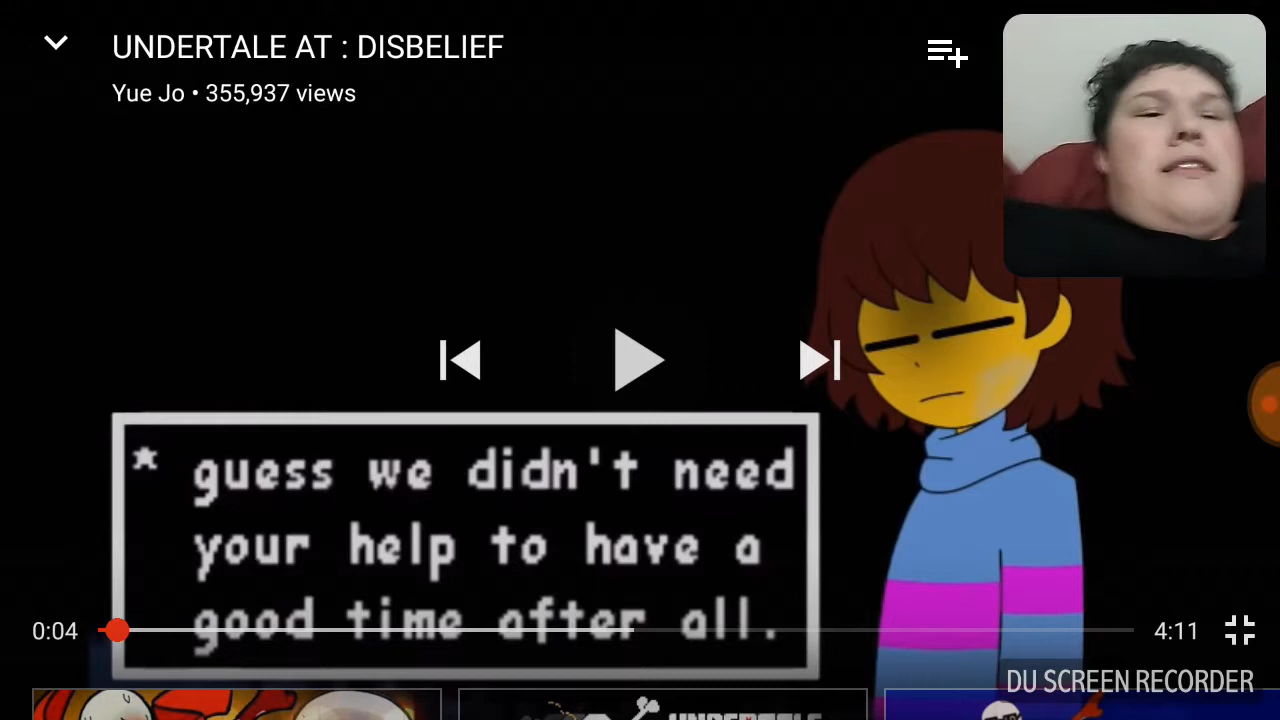 UNDERTALE AT : DISBELIEF
Yue Jo • 355,937 views
* guess we didn't need
your help to have a
good time after all.
0:04
4:11
DU SCREEN RECORDER
UNDERTALE